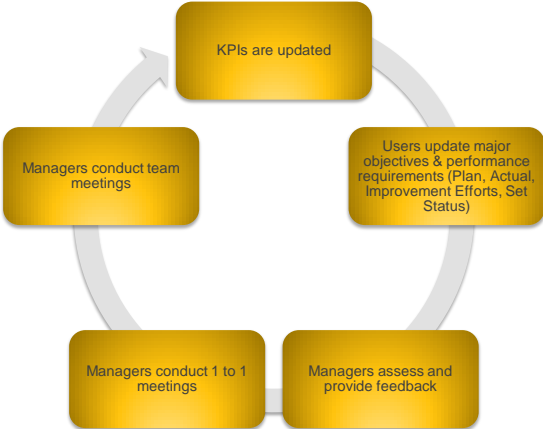 KPIs are updated
Users update major
objectives & performance
requirements (Plan, Actual,
Improvement Efforts, Set
Status)
Managers assess and
provide feedback
Managers conduct 1 to 1
meetings
Managers conduct team
meetings